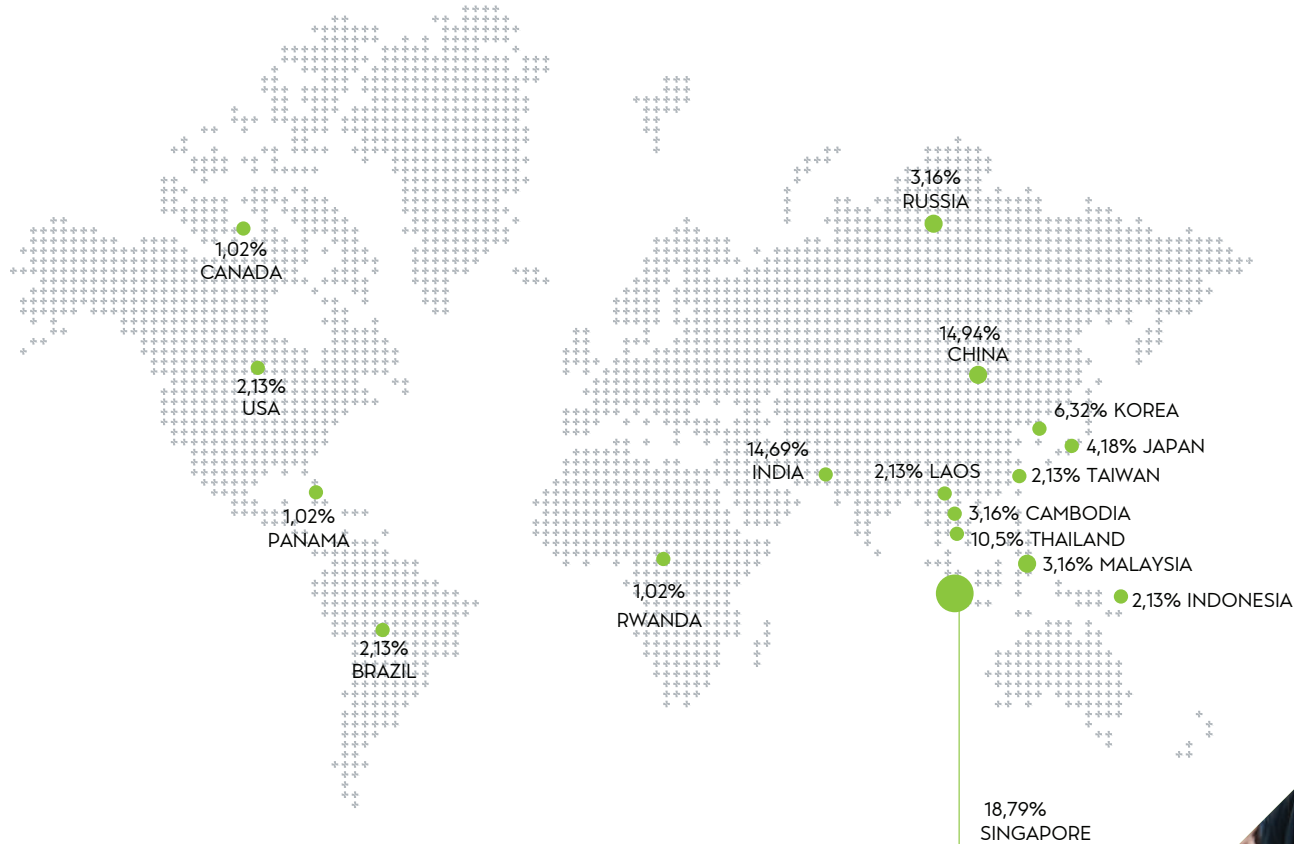 3,16%
RUSSIA
1,02%
CANADA
14,94%
CHINA
2,13%
USA
6,32% KOREA
4,18% JAPAN
14,69%
INDIA
2,13% LAOS
2,13% TAIWAN
1,02%
PANAMA
3,16% CAMBODIA
10,5% THAILAND
3,16% MALAYSIA
1,02%
RWANDA
2,13% INDONESIA
2,13%
BRAZIL
18,79%
SINGAPORE